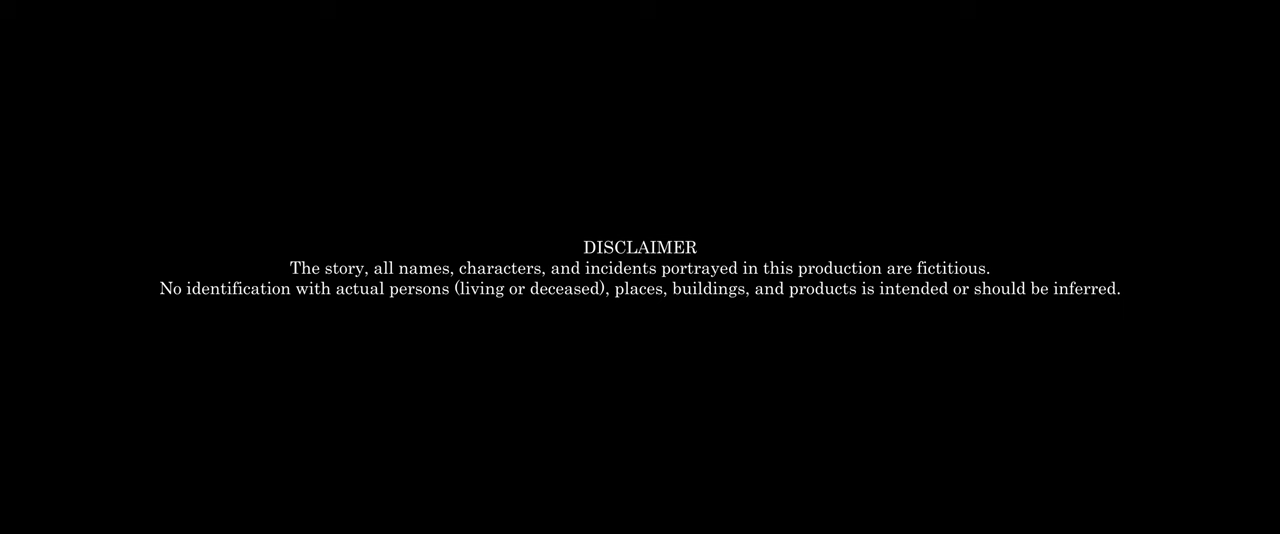 DISCLAIMER
The story, all names, characters, and incidents portrayed in this production are fictitious.
No identification with actual persons (living or deceased), places, buildings, and products is intended or should be inferred.